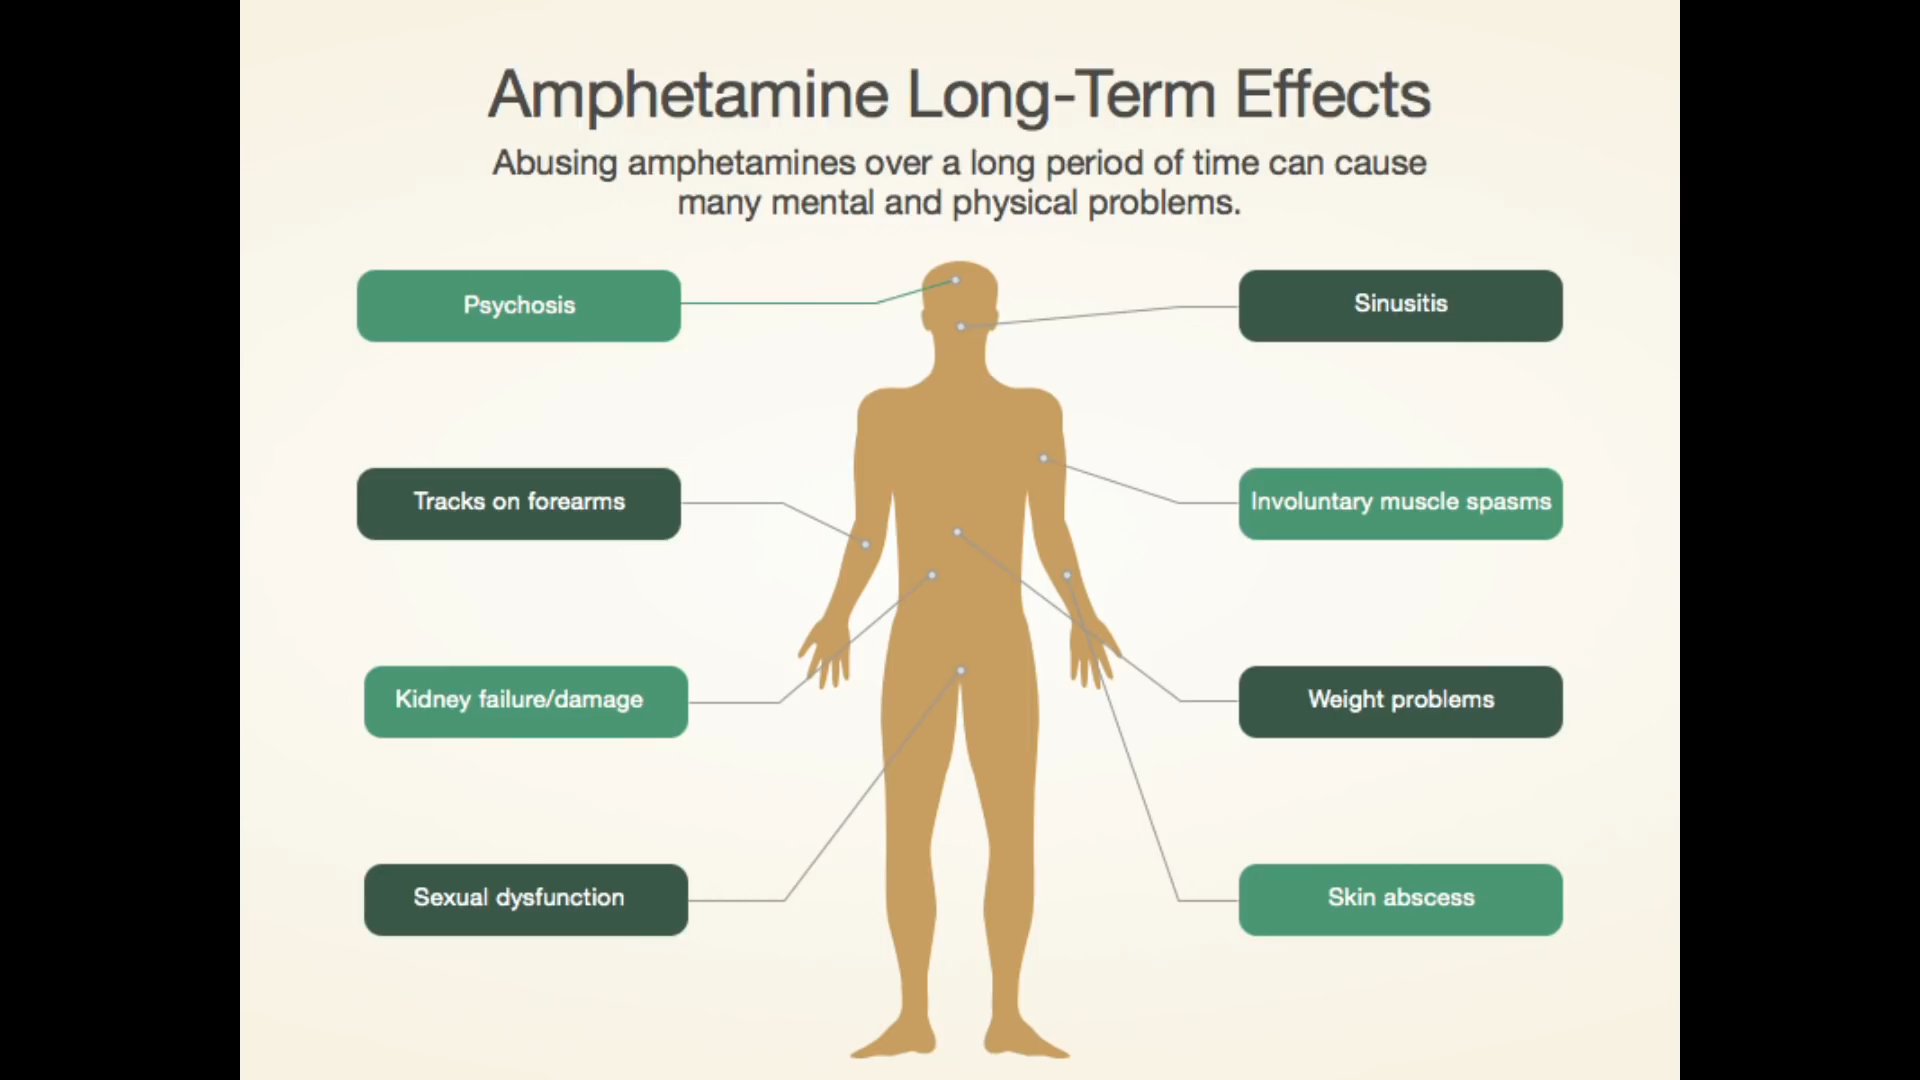 Amphetamine Long-Term Effects
Abusing amphetamines over a long period of time can cause
many mental and physical problems.
Psychosis
Sinusitis
Tracks on forearms
Involuntary muscle spasms
Kidney failure/damage
Weight problems
Sexual dysfunction
Skin abscess